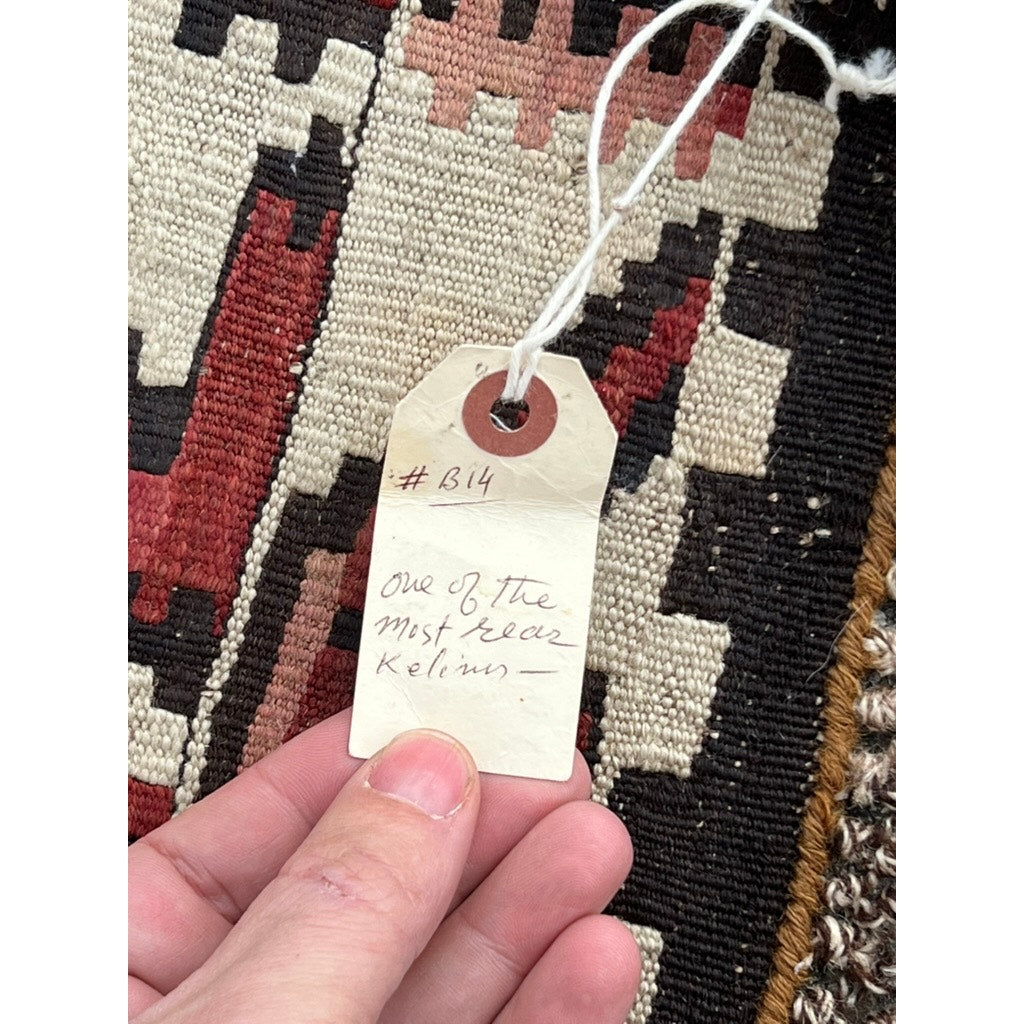 # B14
one of the
most rear
Kelims—